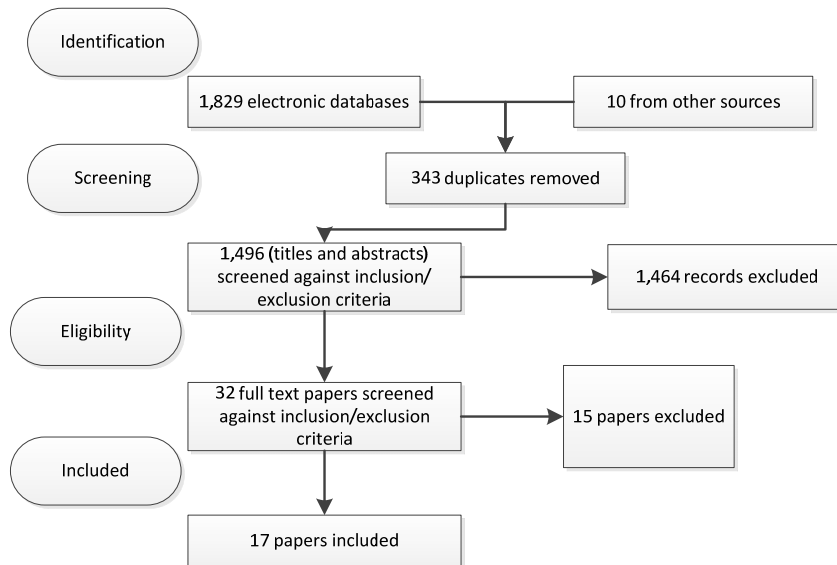 Identification
1,829 electronic databases
10 from other sources
Screening
343 duplicates removed
1,496 (titles and abstracts)
screened against inclusion/
exclusion criteria
1,464 records excluded
Eligibility
32 full text papers screened
against inclusion/exclusion
criteria
15 papers excluded
Included
17 papers included